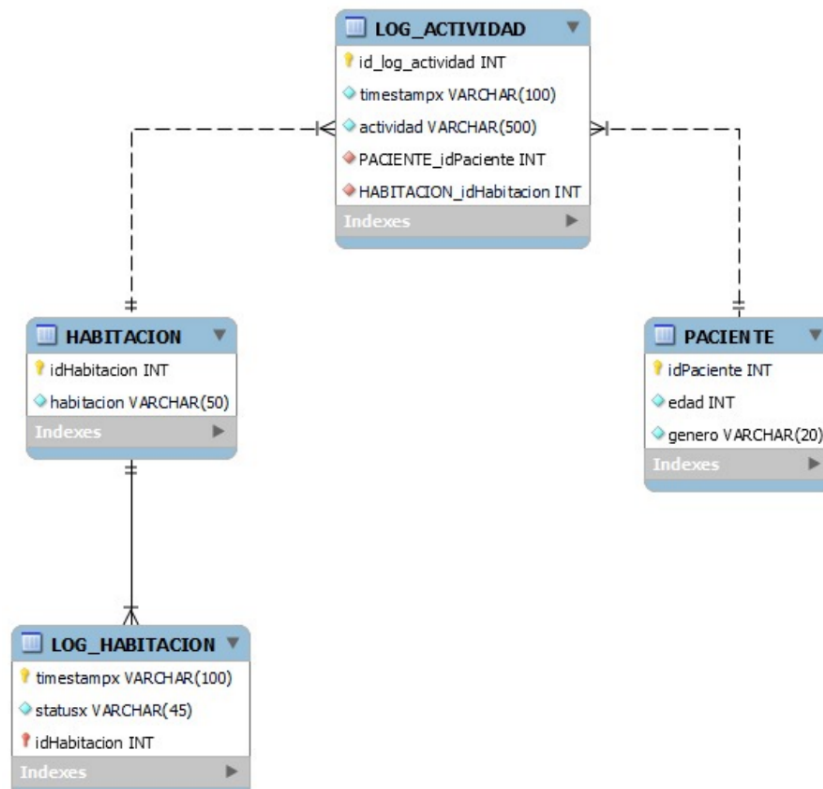 LOG_ACTIVIDAD
id_log_actividad INT
timestampx VARCHAR(100)
actividad VARCHAR(500)
PACIENTE_idPaciente INT
HABITACION_idHabitacion INT
Indexes
HABITACION
idHabitacion INT
habitacion VARCHAR(50)
Indexes
PACIENTE
idPaciente INT
edad INT
genero VARCHAR(20)
Indexes
LOG_HABITACION
timestampx VARCHAR(100)
statusx VARCHAR(45)
idHabitacion INT
Indexes